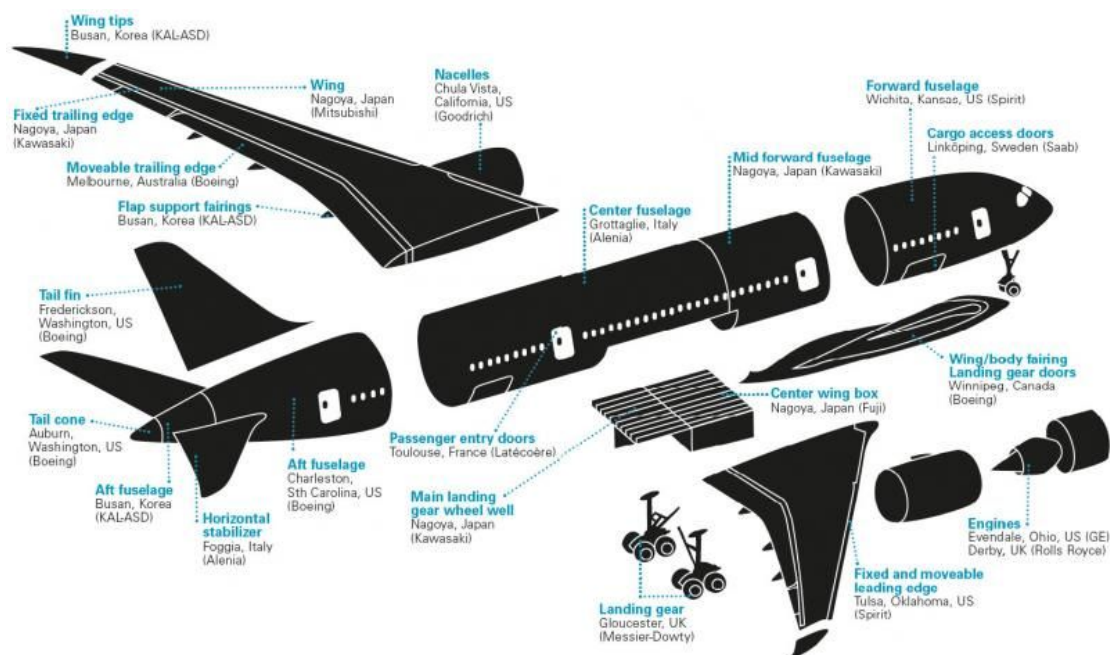 Wing tips
Busan, Korea (KAL-ASD)
Wing
Nagoya, Japan
(Mitsubishi)
Nacelles
Chula Vista,
California, US
(Goodrich)
Forward fuselage
Wichita, Kansas, US (Spirit)
Fixed trailing edge
Nagoya, Japan
(Kawasaki)
Cargo access doors
Linköping, Sweden (Saab)
Moveable trailing edge
Melbourne, Australia (Boeing)
Mid forward fuselage
Nagoya, Japan (Kawasaki)
Flap support fairings
Busan, Korea (KAL-ASD)
Center fuselage
Grottaglie, Italy
(Alenia)
Tail fin
Frederickson,
Washington, US
(Boeing)
Wing/body fairing
Landing gear doors
Winnipeg, Canada
(Boeing)
Center wing box
Nagoya, Japan (Fuji)
Tail cone
Auburn,
Washington, US
(Boeing)
Passenger entry doors
Toulouse, France (Latécoère)
Aft fuselage
Charleston,
Sth Carolina, US
(Boeing)
Aft fuselage
Busan, Korea
(KAL-ASD)
Horizontal
stabilizer
Foggia, Italy
(Alenia)
Main landing
gear wheel well
Nagoya, Japan
(Kawasaki)
Engines
Evendale, Ohio, US (GE)
Derby, UK (Rolls Royce)
Fixed and moveable
leading edge
Tulsa, Oklahoma, US
(Spirit)
Landing gear
Gloucester, UK
(Messier-Dowty)